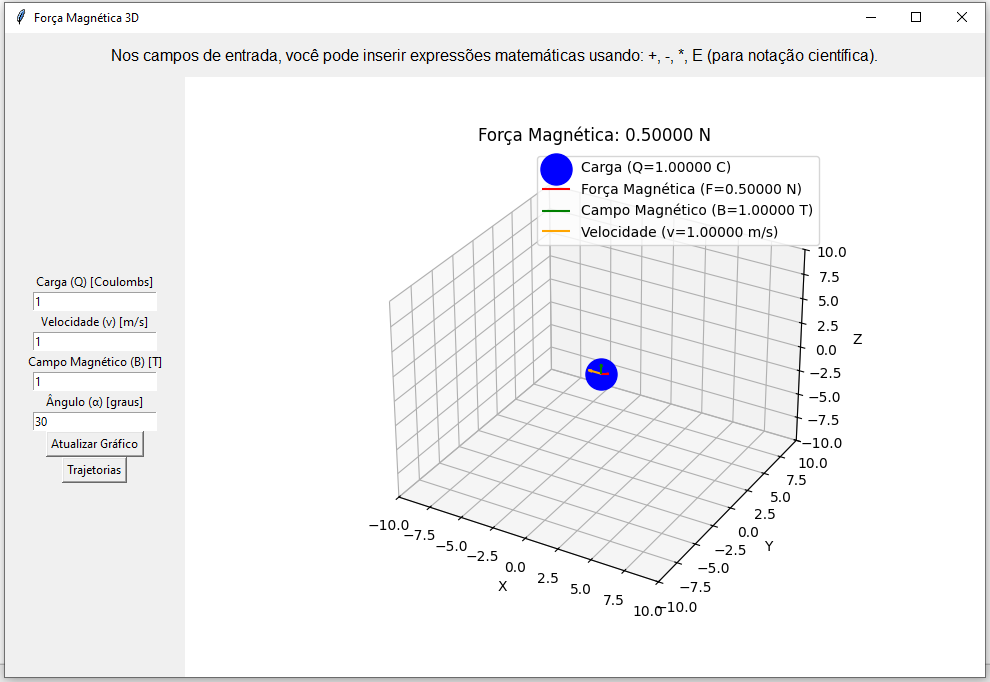 Força Magnética 3D
Nos campos de entrada, você pode inserir expressões matemáticas usando: +, -, *, E (para notação científica).
Carga (Q) [Coulombs]
1
Velocidade (v) [m/s]
1
Campo Magnético (B) [T]
1
Ângulo (α) [graus]
30
Atualizar Gráfico
Trajetorias
Força Magnética: 0.50000 N
Carga (Q=1.00000 C)
Força Magnética (F=0.50000 N)
Campo Magnético (B=1.00000 T)
Velocidade (v=1.00000 m/s)
10.0
7.5
5.0
2.5
0.0
−2.5
−5.0
−7.5
−10.0
Z
10.0
7.5
5.0
2.5
0.0
−2.5
−5.0
−7.5
−10.0
Y
−10.0
−7.5
−5.0
−2.5
0.0
2.5
5.0
7.5
10.0
X